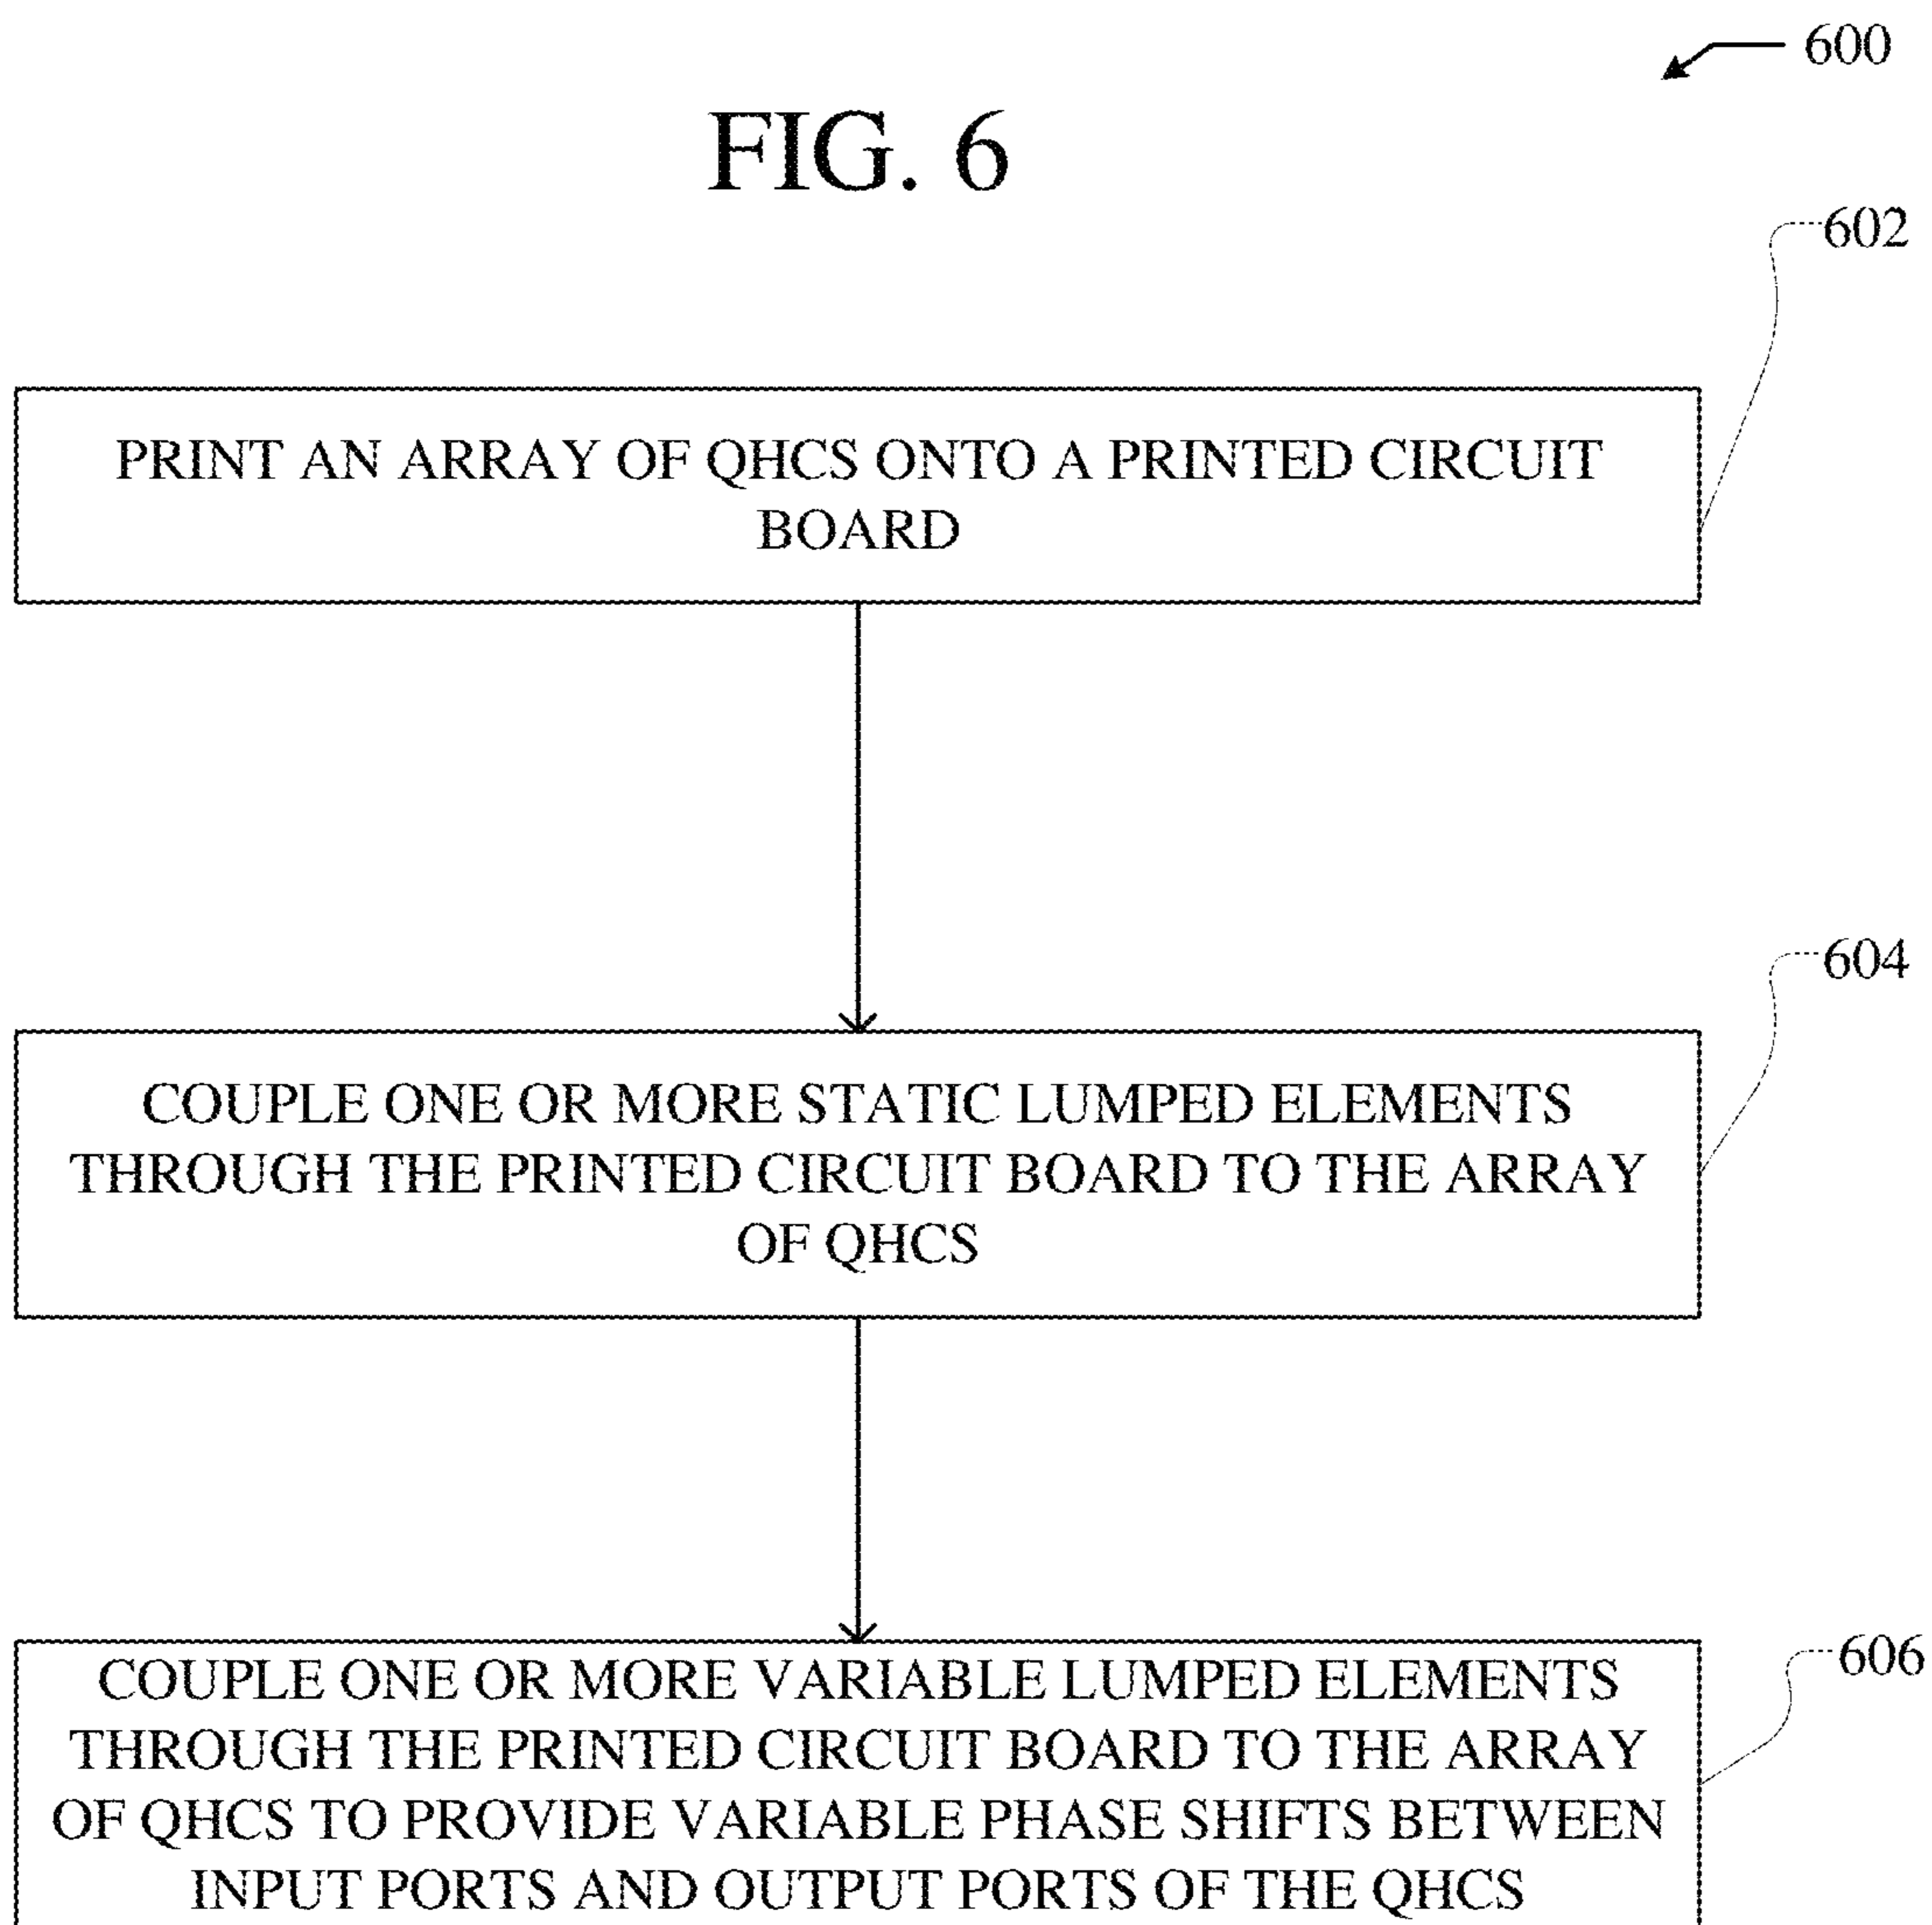 600
FIG. 6
602
PRINT AN ARRAY OF QHCS ONTO A PRINTED CIRCUIT
BOARD
604
COUPLE ONE OR MORE STATIC LUMPED ELEMENTS
THROUGH THE PRINTED CIRCUIT BOARD TO THE ARRAY
OF QHCS
606
COUPLE ONE OR MORE VARIABLE LUMPED ELEMENTS
THROUGH THE PRINTED CIRCUIT BOARD TO THE ARRAY
OF QHCS TO PROVIDE VARIABLE PHASE SHIFTS BETWEEN
INPUT PORTS AND OUTPUT PORTS OF THE QHCS